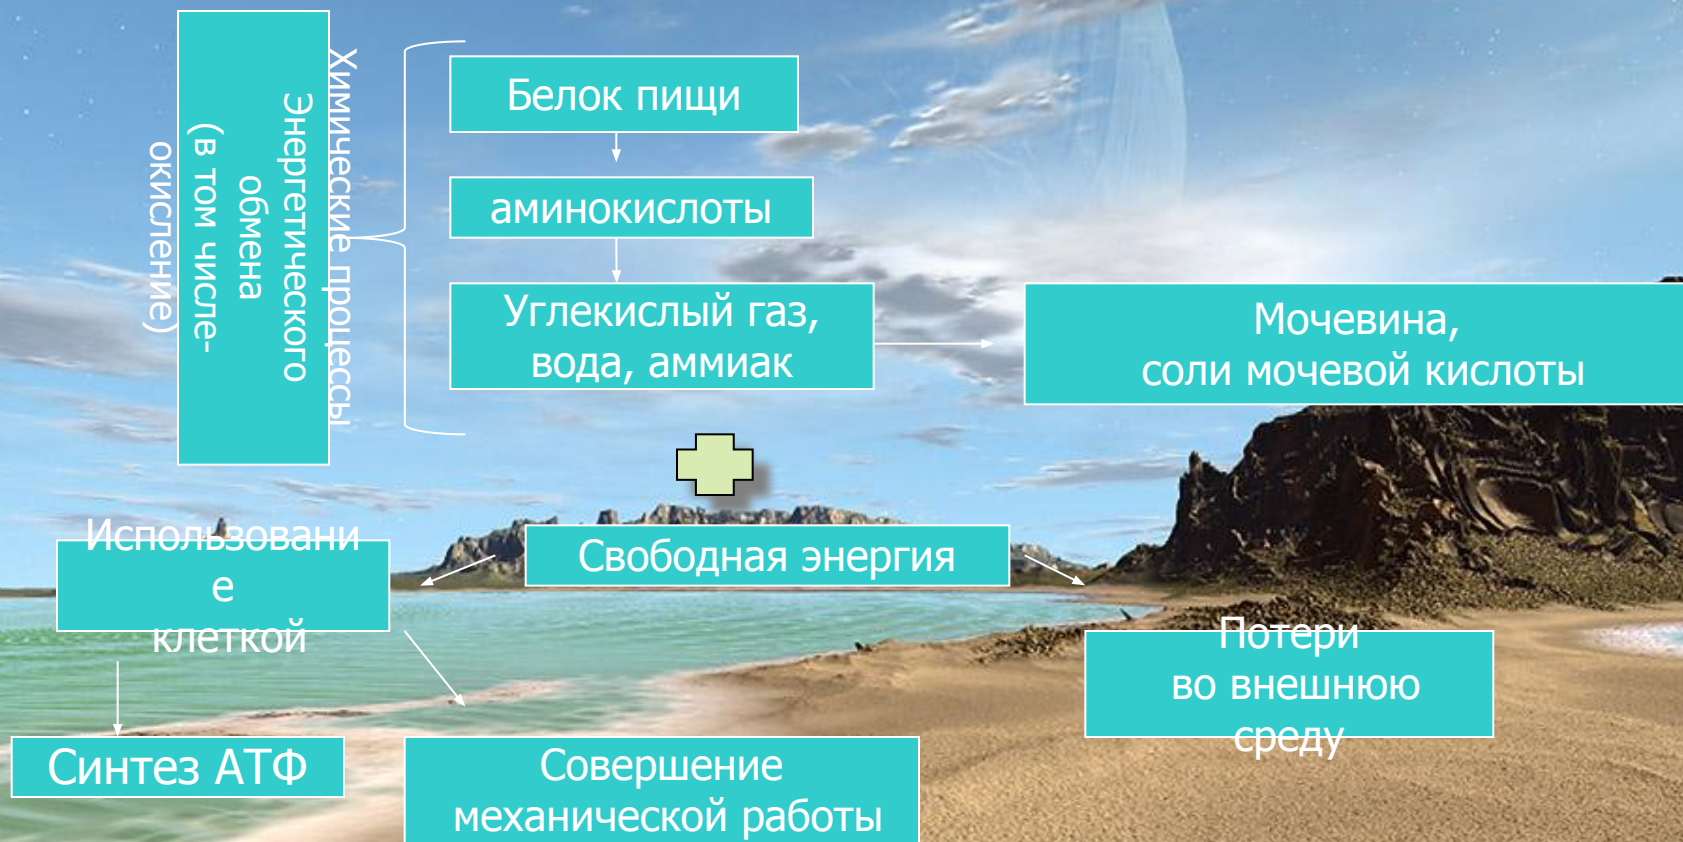 Химические процессы
Энергетического
обмена
(в том числе-
окисление)
Белок пищи
аминокислоты
Углекислый газ,
вода, аммиак
Мочевина,
соли мочевой кислоты
Свободная энергия
Использовани
е
клеткой
Потери
во внешнюю
среду
Синтез АТФ
Совершение
механической работы